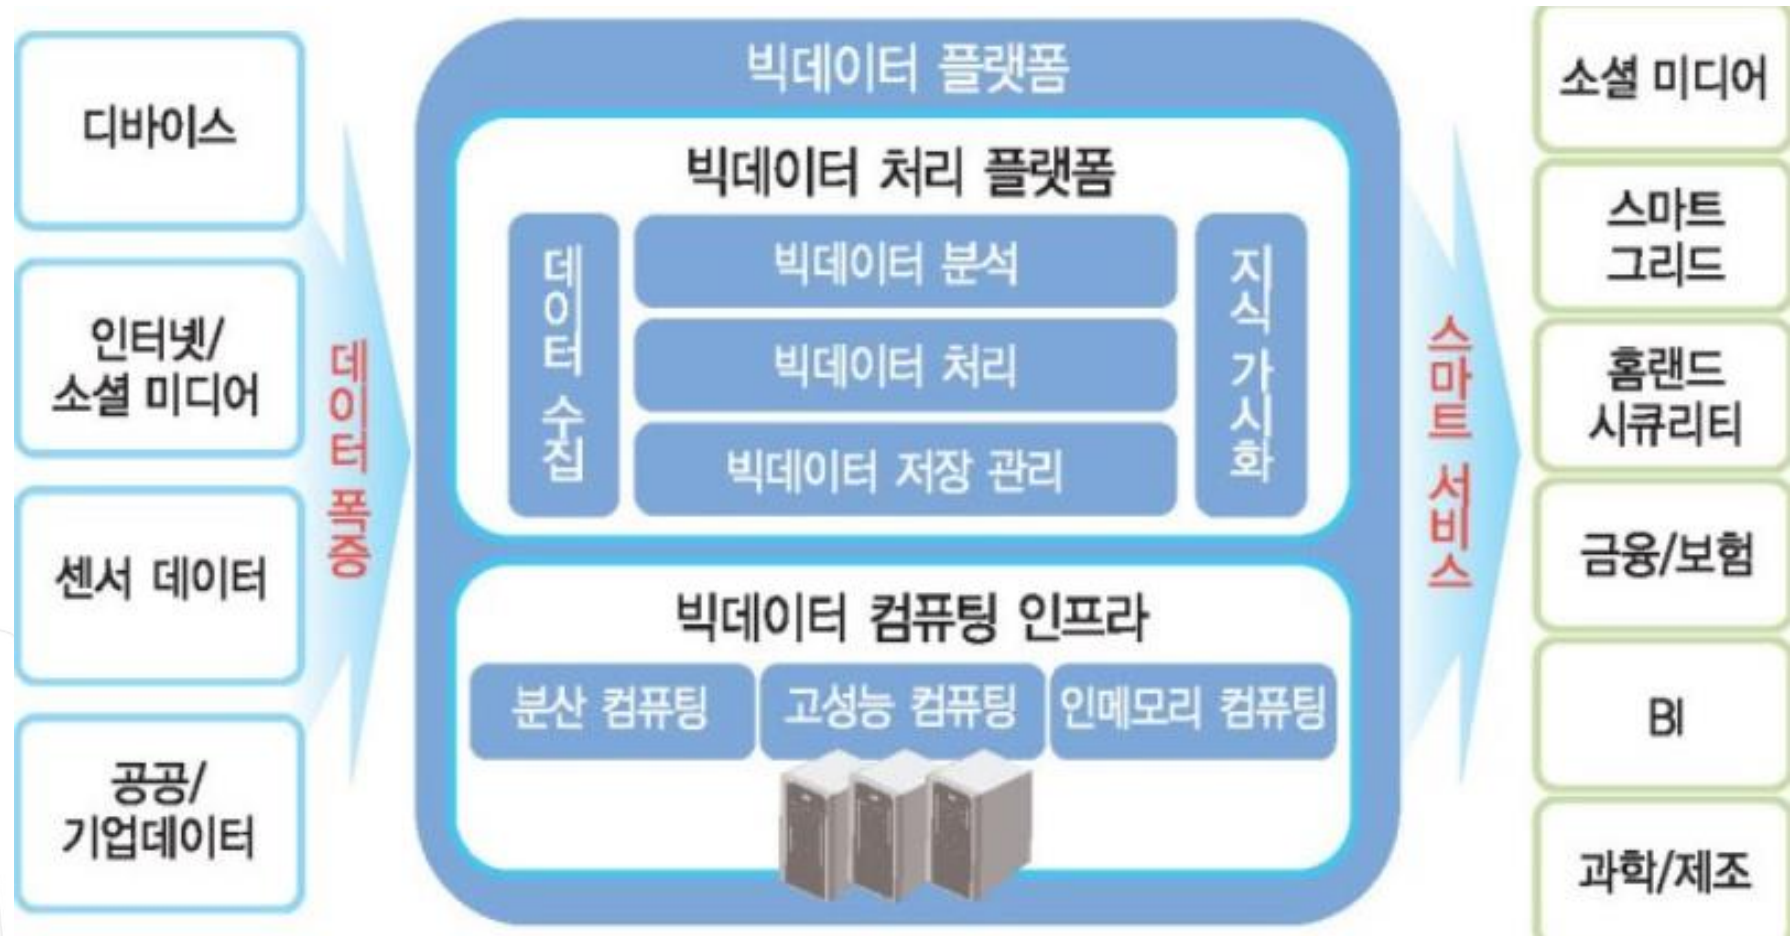 디바이스
인터넷/
소셜 미디어
센서 데이터
공공/
기업데이터
데이터 폭증
빅데이터 플랫폼
빅데이터 처리 플랫폼
데이터 수집
빅데이터 분석
빅데이터 처리
빅데이터 저장 관리
지식 가시화
빅데이터 컴퓨팅 인프라
분산 컴퓨팅
고성능 컴퓨팅
인메모리 컴퓨팅
스마트 서비스
소셜 미디어
스마트
그리드
홈랜드
시큐리티
금융/보험
BI
과학/제조